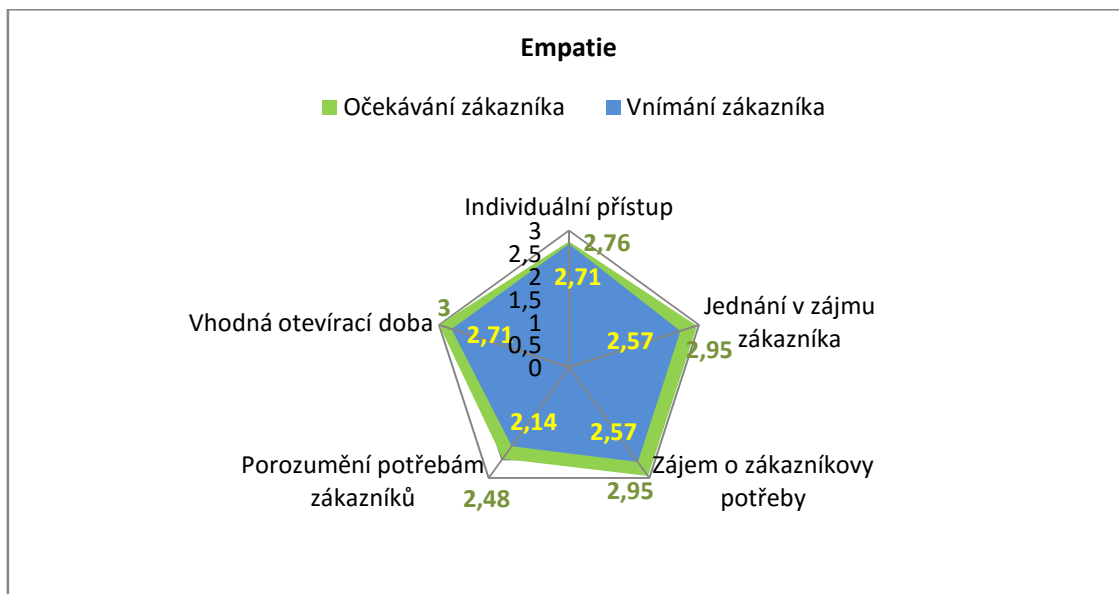 Empatie
Očekávání zákazníka Vnímání zákazníka
Individuální přístup
3
2,76
2,5
2
2,71
1,5
1
0,5
0
Jednání v zájmu
zákazníka
2,57
2,95
Vhodná otevírací doba
3
2,71
2,14
2,57
Porozumění potřebám
zákazníků
2,48
Zájem o zákazníkovy
potřeby
2,95